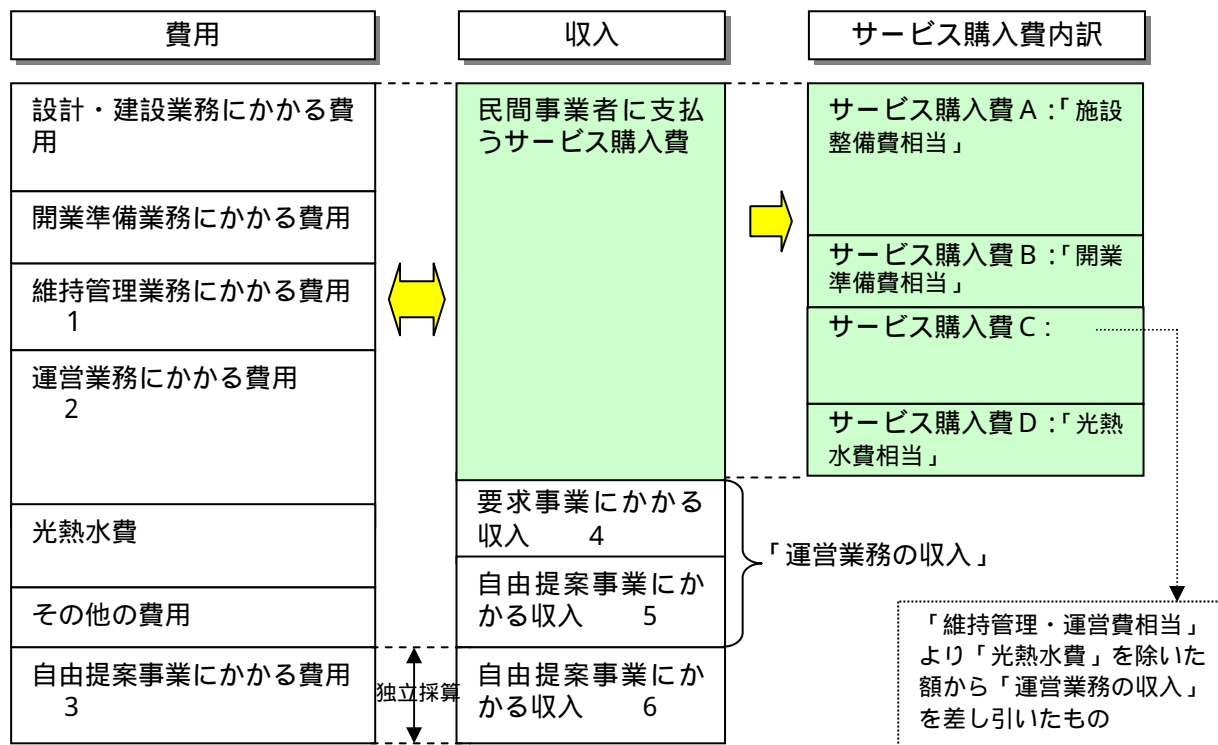 費用
収入
サービス購入費内訳
設計・建設業務にかかる費
用
開業準備業務にかかる費用
維持管理業務にかかる費用
1
運営業務にかかる費用
2
光熱水費
その他の費用
自由提案事業にかかる費用
3
独立採算
民間事業者に支払
うサービス購入費
要求事業にかかる
収入 4
自由提案事業にか
かる収入 5
自由提案事業にか
かる収入 6
「運営業務の収入」
サービス購入費A:「施設
整備費相当」
サービス購入費B:「開業
準備費相当」
サービス購入費C:
サービス購入費D:「光熱
水費相当」
「維持管理・運営費相当」
より「光熱水費」を除いた
額から「運営業務の収入」
を差し引いたもの